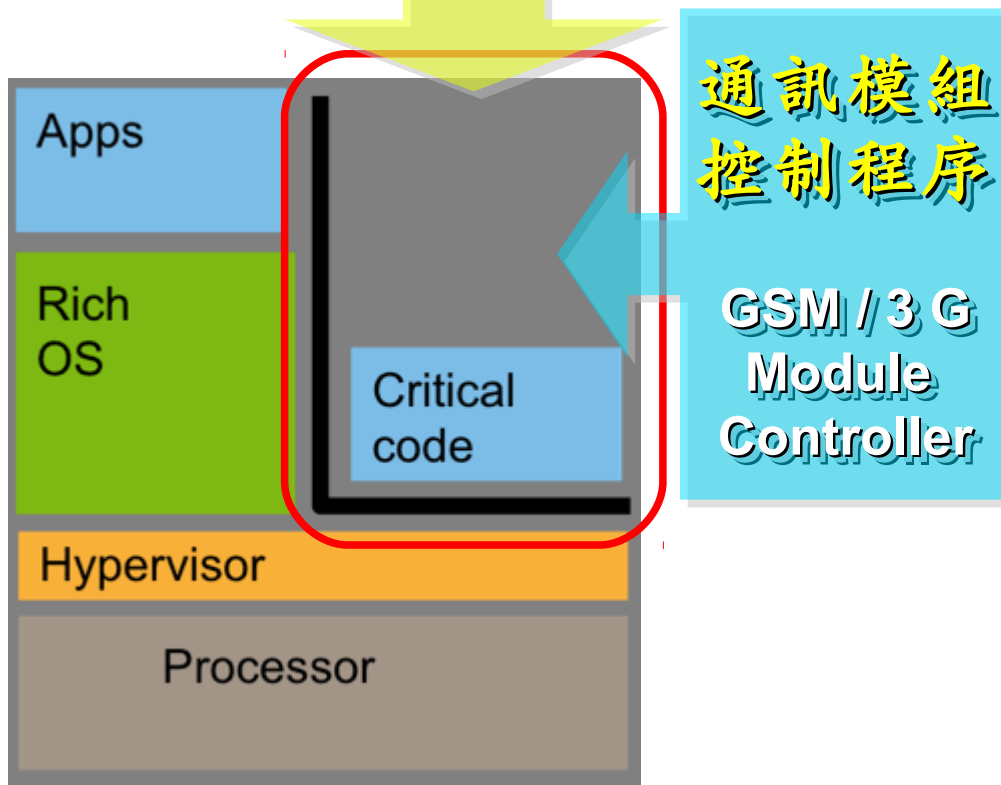 Apps
Rich
OS
Critical
code
Hypervisor
Processor
通訊模組
控制程序
GSM / 3 G
Module
Controller